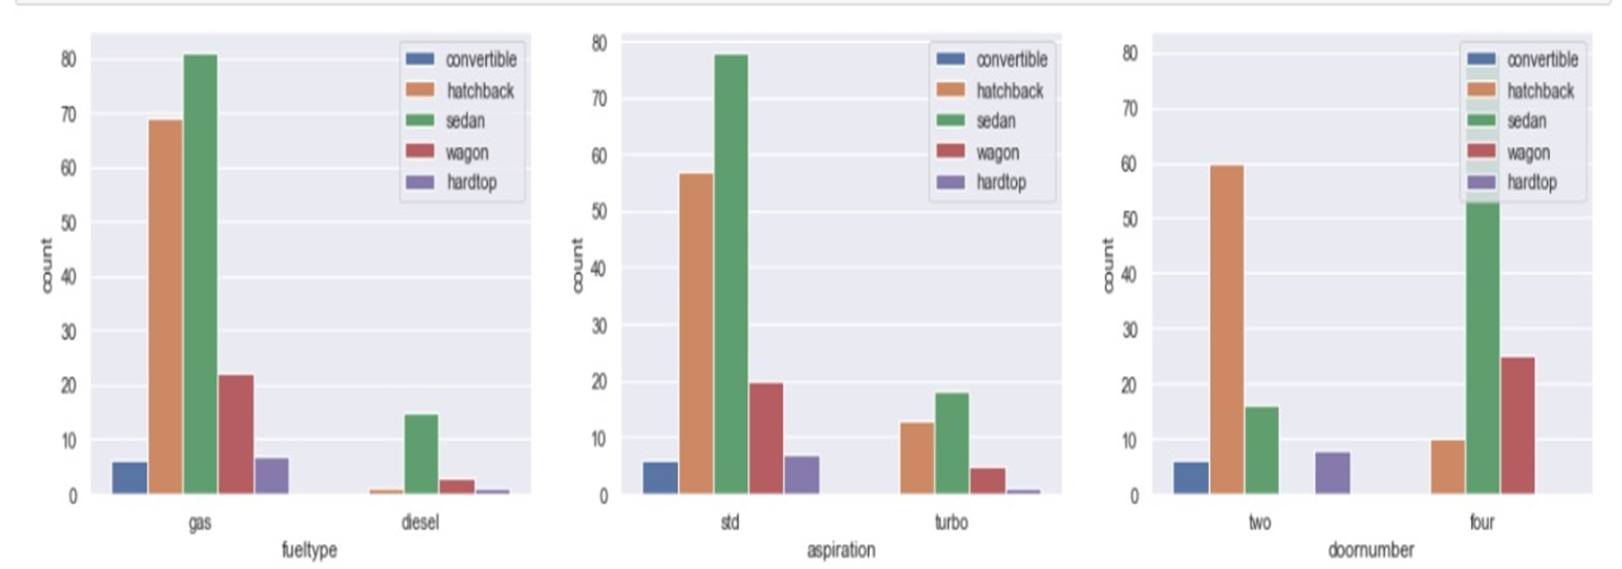 80
70
60
50
40
30
20
10
0
count
gas
diesel
fueltype
convertible
hatchback
sedan
wagon
hardtop
80
70
60
50
40
30
20
10
0
count
std
turbo
aspiration
convertible
hatchback
sedan
wagon
hardtop
80
70
60
50
40
30
20
10
0
count
two
four
doornumber
convertible
hatchback
sedan
wagon
hardtop